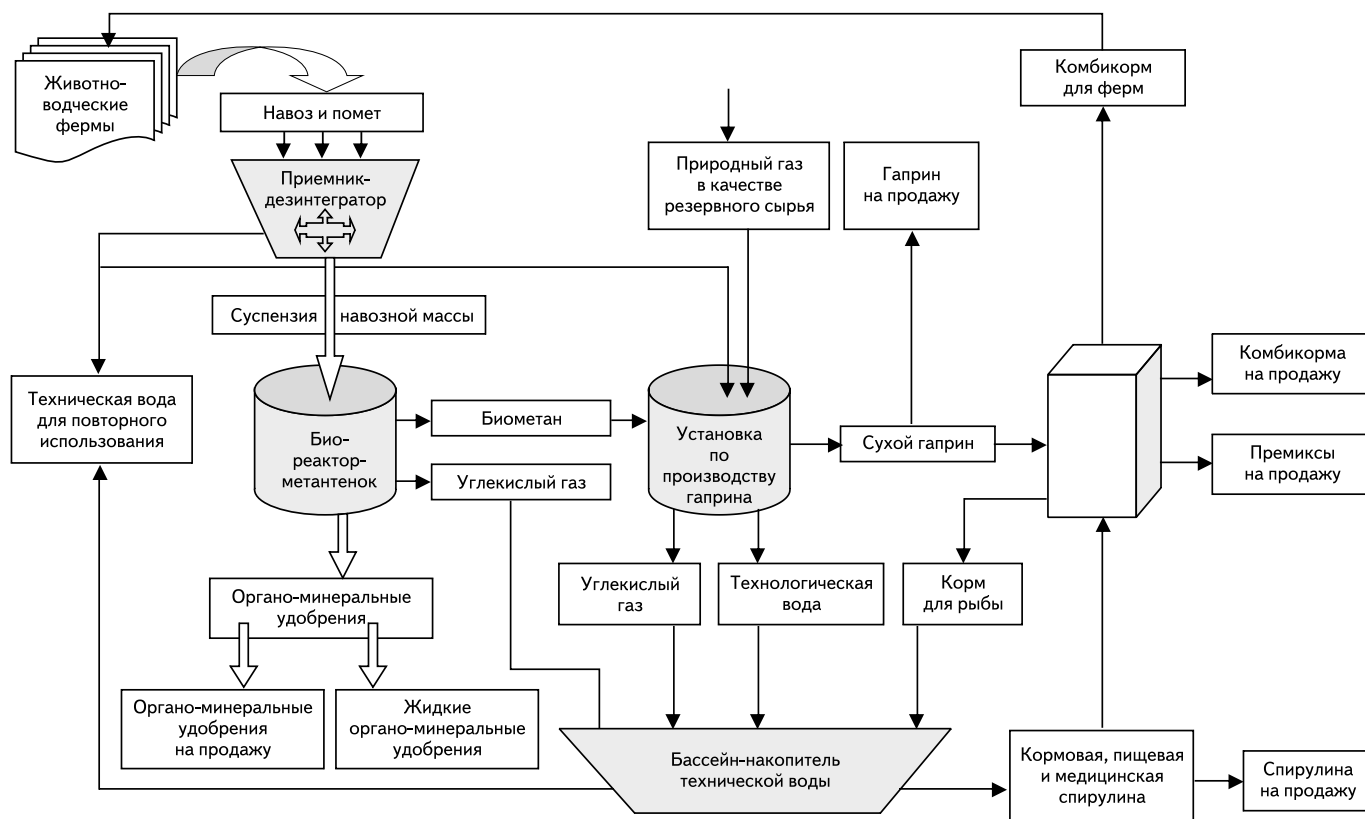 Животно-
водческие
фермы
Навоз и помет
Комбикорм
для ферм
Приемник-
дезинтегратор
Природный газ
в качестве
резервного сырья
Гаприн
на продажу
Суспензия навозной массы
Техническая вода
для повторного
использования
Био-
реактор-
метантенок
Биометан
Углекислый газ
Установка
по
производству
гаприна
Сухой гаприн
Комбикорма
на продажу
Премиксы
на продажу
Органо-минеральные
удобрения
Углекислый
газ
Технологическая
вода
Корм
для рыбы
Органо-минеральные
удобрения
на продажу
Жидкие
органо-минеральные
удобрения
Бассейн-накопитель
технической воды
Кормовая, пищевая
и медицинская
спирулина
Спирулина
на продажу